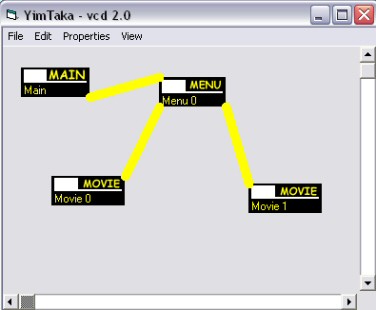 YimTaka - vcd 2.0
File Edit Properties View
MAIN
Main
MENU
Menu 0
MOVIE
Movie 0
MOVIE
Movie 1